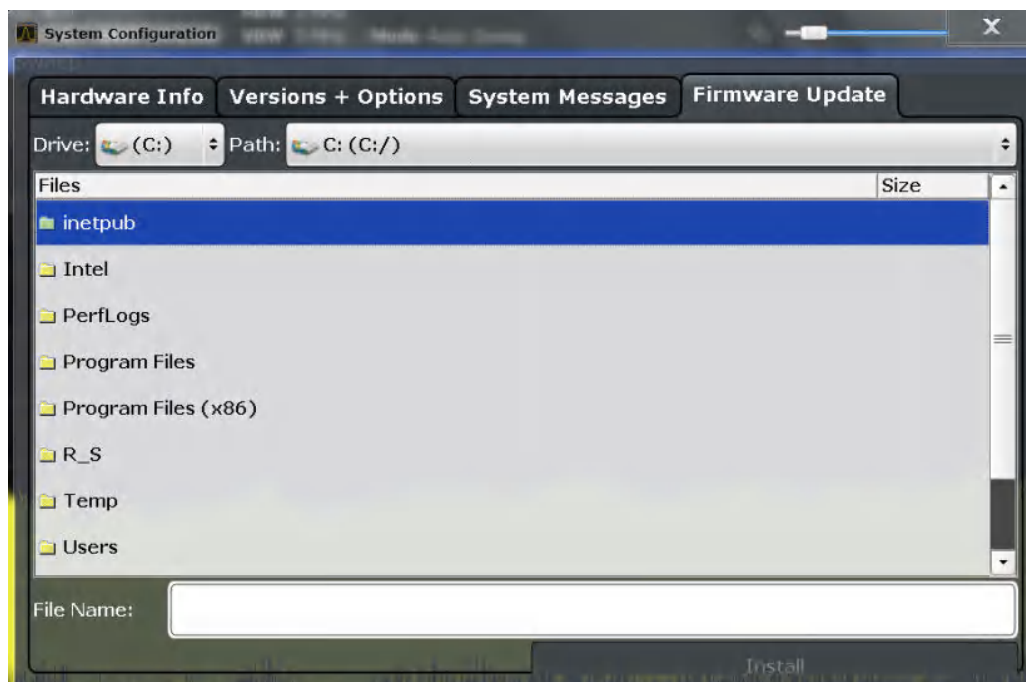 System Configuration
Hardware Info Versions + Options System Messages Firmware Update
Drive: (C:) Path: C: (C:/)
Files Size
inetpub
Intel
PerfLogs
Program Files
Program Files (x86)
R_S
Temp
Users
File Name:
Install